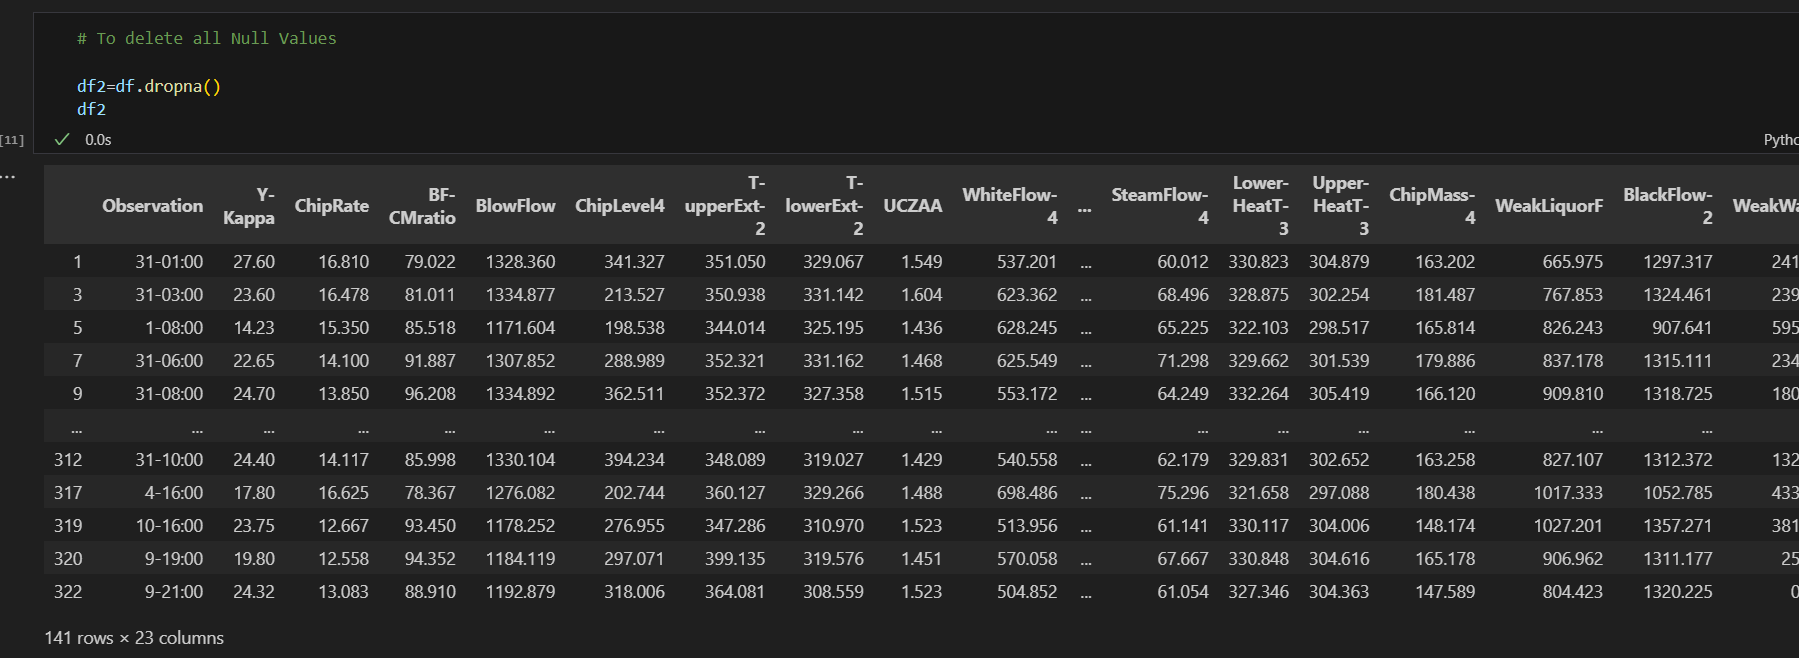 # To delete all Null Values
df2=df.dropna()
df2
[11] 0.0s Pytho
...
Observation Y-Kappa ChipRate BF-CMratio BlowFlow ChipLevel4 T-upperExt-2 T-lowerExt-2 UCZAA WhiteFlow-4 ... SteamFlow-4 Lower-HeatT-3 Upper-HeatT-3 ChipMass-4 WeakLiquorF BlackFlow-2 WeakWa
1 31-01:00 27.60 16.810 79.022 1328.360 341.327 351.050 329.067 1.549 537.201 ... 60.012 330.823 304.879 163.202 665.975 1297.317 241
3 31-03:00 23.60 16.478 81.011 1334.877 213.527 350.938 331.142 1.604 623.362 ... 68.496 328.875 302.254 181.487 767.853 1324.461 239
5 1-08:00 14.23 15.350 85.518 1171.604 198.538 344.014 325.195 1.436 628.245 ... 65.225 322.103 298.517 165.814 826.243 907.641 595
7 31-06:00 22.65 14.100 91.887 1307.852 288.989 352.321 331.162 1.468 625.549 ... 71.298 329.662 301.539 179.886 837.178 1315.111 234
9 31-08:00 24.70 13.850 96.208 1334.892 362.511 352.372 327.358 1.515 553.172 ... 64.249 332.264 305.419 166.120 909.810 1318.725 180
... ... ... ... ... ... ... ... ... ... ... ... ... ... ... ... ... ...
312 31-10:00 24.40 14.117 85.998 1330.104 394.234 348.089 319.027 1.429 540.558 ... 62.179 329.831 302.652 163.258 827.107 1312.372 132
317 4-16:00 17.80 16.625 78.367 1276.082 202.744 360.127 329.266 1.488 698.486 ... 75.296 321.658 297.088 180.438 1017.333 1052.785 433
319 10-16:00 23.75 12.667 93.450 1178.252 276.955 347.286 310.970 1.523 513.956 ... 61.141 330.117 304.006 148.174 1027.201 1357.271 381
320 9-19:00 19.80 12.558 94.352 1184.119 297.071 399.135 319.576 1.451 570.058 ... 67.667 330.848 304.616 165.178 906.962 1311.177 25
322 9-21:00 24.32 13.083 88.910 1192.879 318.006 364.081 308.559 1.523 504.852 ... 61.054 327.346 304.363 147.589 804.423 1320.225 0
141 rows × 23 columns